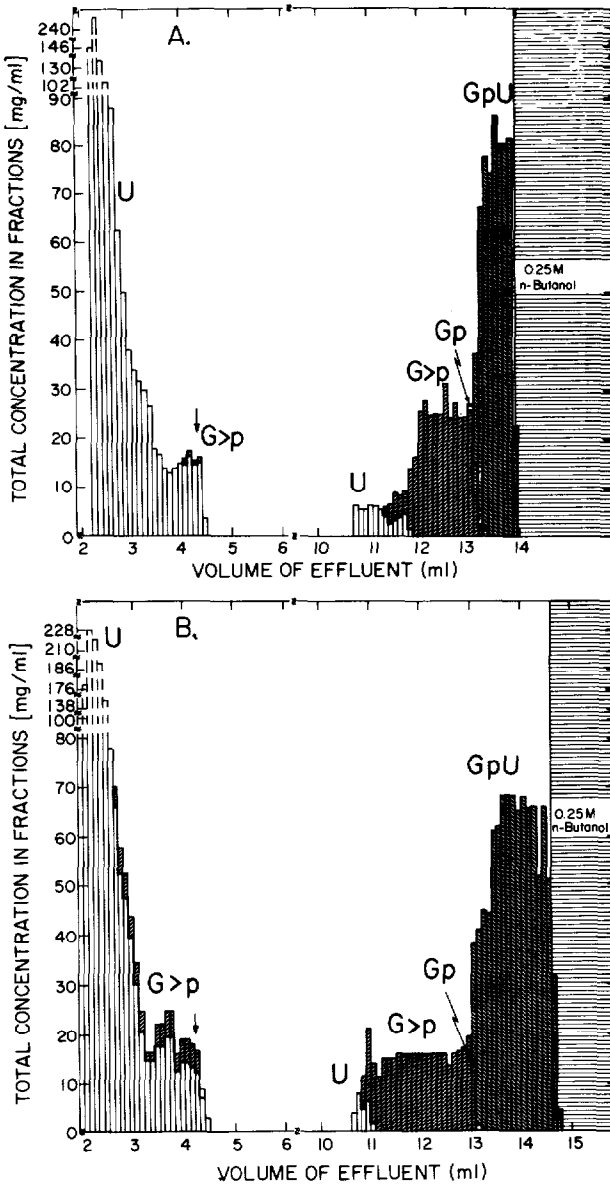 A.
TOTAL CONCENTRATION IN FRACTIONS [mg/ml]
240
146
130
102
90
80
70
60
50
40
30
20
10
0
U
G>p
U
G>p
Gp
GpU
0.25M
n-Butanol
2 3 4 5 6 10 11 12 13 14
VOLUME OF EFFLUENT (ml)
B.
TOTAL CONCENTRATION IN FRACTIONS [mg/ml]
228
210
186
176
138
100
80
70
60
50
40
30
20
10
0
U
G>p
U
G>p
Gp
GpU
0.25M
n-Butanol
2 3 4 5 6 10 11 12 13 14 15
VOLUME OF EFFLUENT (ml)